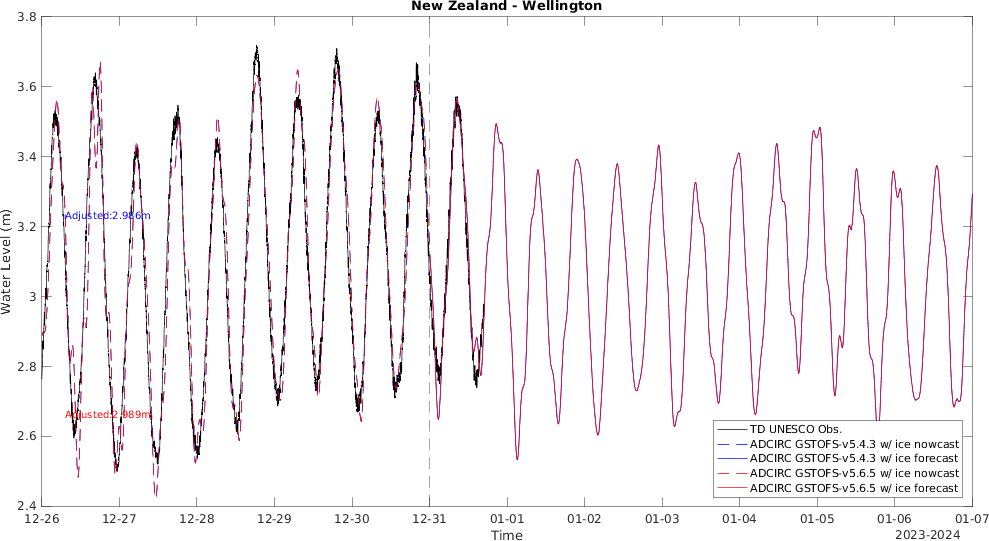 New Zealand - Wellington
3.8
3.6
3.4
3.2
3
2.8
2.6
2.4
Water Level (m)
Adjusted:2.986m
Adjusted:2.989m
TD UNESCO Obs.
ADCIRC GSTOFS-v5.4.3 w/ ice nowcast
ADCIRC GSTOFS-v5.4.3 w/ ice forecast
ADCIRC GSTOFS-v5.6.5 w/ ice nowcast
ADCIRC GSTOFS-v5.6.5 w/ ice forecast
12-26 12-27 12-28 12-29 12-30 12-31 01-01 01-02 01-03 01-04 01-05 01-06 01-07
Time
2023-2024